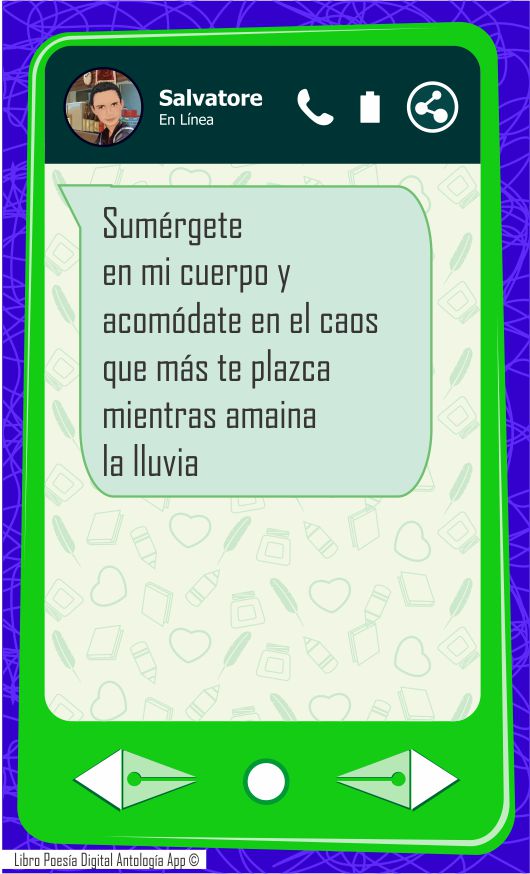 Salvatore
En Línea
Sumérgete
en mi cuerpo y
acomódate en el caos
que más te plazca
mientras amaina
la lluvia
Libro Poesía Digital Antología App ©